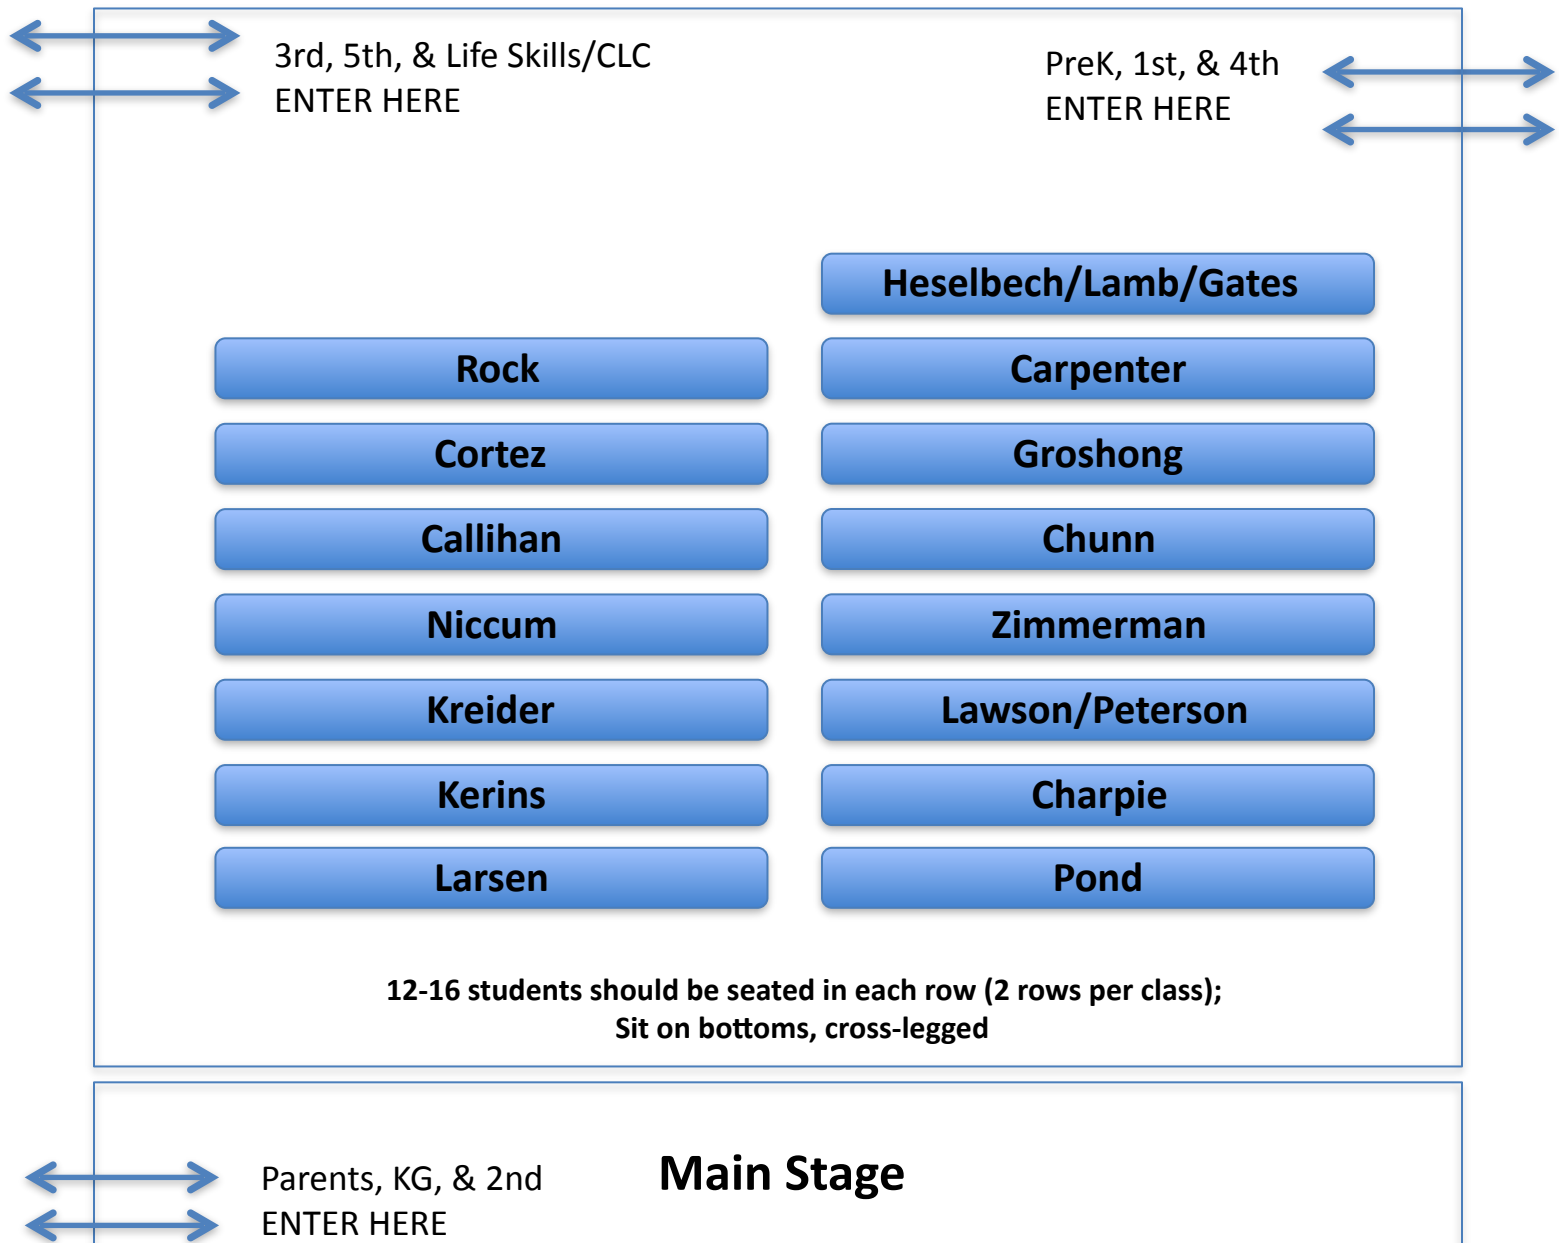 3rd, 5th, & Life Skills/CLC
ENTER HERE
PreK, 1st, & 4th
ENTER HERE
Heselbech/Lamb/Gates
Rock
Carpenter
Cortez
Groshong
Callihan
Chunn
Niccum
Zimmerman
Kreider
Lawson/Peterson
Kerins
Charpie
Larsen
Pond
12-16 students should be seated in each row (2 rows per class);
Sit on bottoms, cross-legged
Main Stage
Parents, KG, & 2nd
ENTER HERE